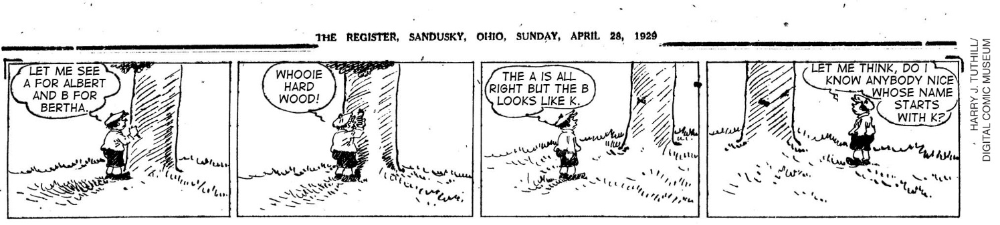 THE REGISTER, SANDUSKY, OHIO, SUNDAY, APRIL 28, 1929
LET ME SEE
A FOR ALBERT
AND B FOR
BERTHA.
WHOOIE
HARD
WOOD!
THE A IS ALL
RIGHT BUT THE B
LOOKS LIKE K.
LET ME THINK, DO I
KNOW ANYBODY NICE
WHOSE NAME
STARTS
WITH K?
HARRY J. TUTHILL/
DIGITAL COMIC MUSEUM